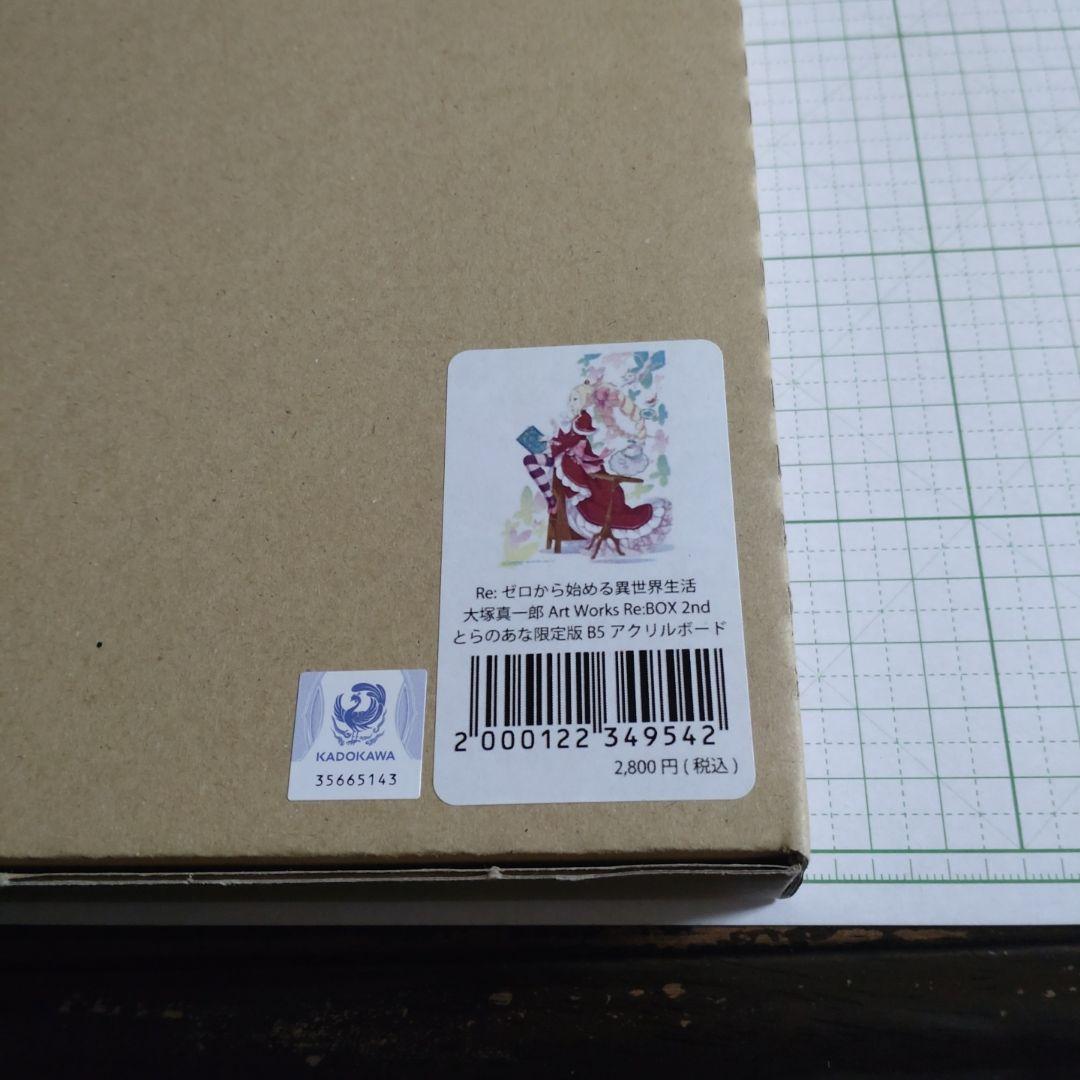 Re: ゼロから始める異世界生活
大塚真一郎 Art Works Re:BOX 2nd
とらのあな限定版 B5 アクリルボード
2 000122 349542
2,800 円 ( 税込 )
KADOKAWA
35665143